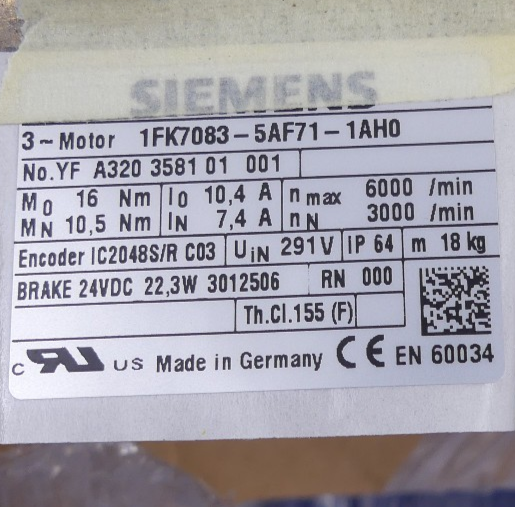 SIEMENS
3~Motor 1FK7083-5AF71-1AH0
No.YF A320 3581 01 001
M0 16 Nm I0 10,4 A n max 6000 /min
MN 10,5 Nm IN 7,4 A nN 3000 /min
Encoder IC2048S/R C03 UiN 291V IP 64 m 18 kg
BRAKE 24VDC 22,3W 3012506 RN 000
Th.Cl.155 (F)
c RU US Made in Germany CE EN 60034